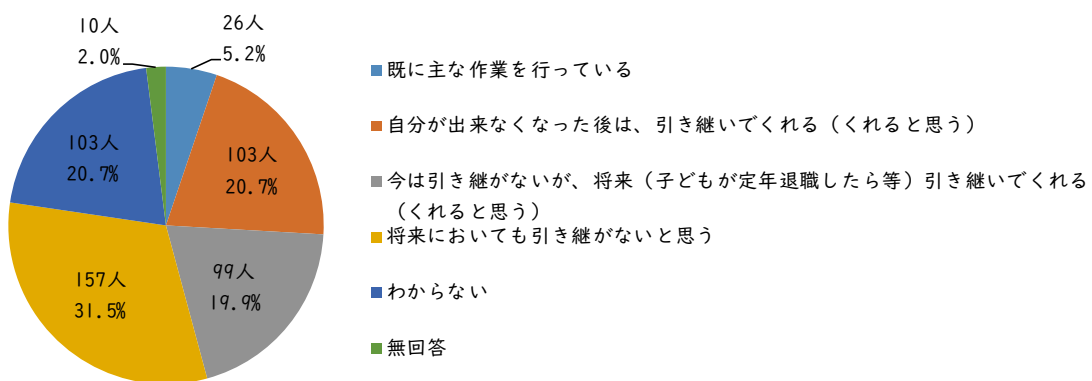 10人
2.0%
26人
5.2%
103人
20.7%
103人
20.7%
99人
19.9%
157人
31.5%
既に主な作業を行っている
自分が出来なくなった後は、引き継いでくれる（くれると思う）
今は引き継がないが、将来（子どもが定年退職したら等）引き継いでくれる
（くれると思う）
将来においても引き継がないと思う
わからない
無回答